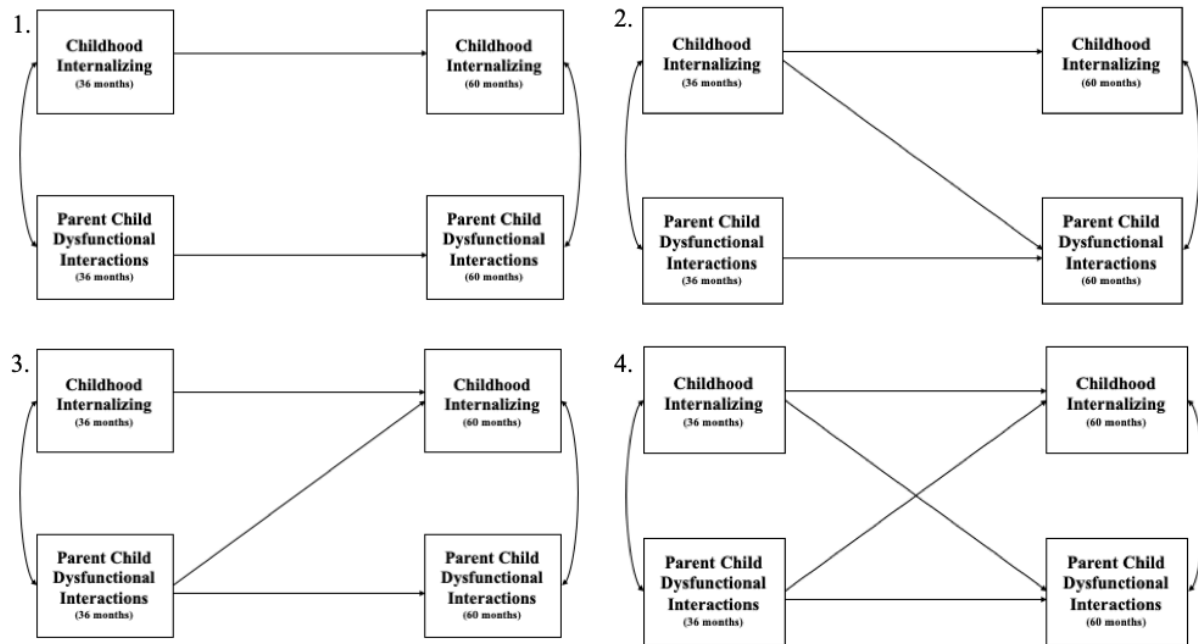 1.
Childhood
Internalizing
(36 months)
Childhood
Internalizing
(60 months)
Parent Child
Dysfunctional
Interactions
(36 months)
Parent Child
Dysfunctional
Interactions
(60 months)
2.
Childhood
Internalizing
(36 months)
Childhood
Internalizing
(60 months)
Parent Child
Dysfunctional
Interactions
(36 months)
Parent Child
Dysfunctional
Interactions
(60 months)
3.
Childhood
Internalizing
(36 months)
Childhood
Internalizing
(60 months)
Parent Child
Dysfunctional
Interactions
(36 months)
Parent Child
Dysfunctional
Interactions
(60 months)
4.
Childhood
Internalizing
(36 months)
Childhood
Internalizing
(60 months)
Parent Child
Dysfunctional
Interactions
(36 months)
Parent Child
Dysfunctional
Interactions
(60 months)